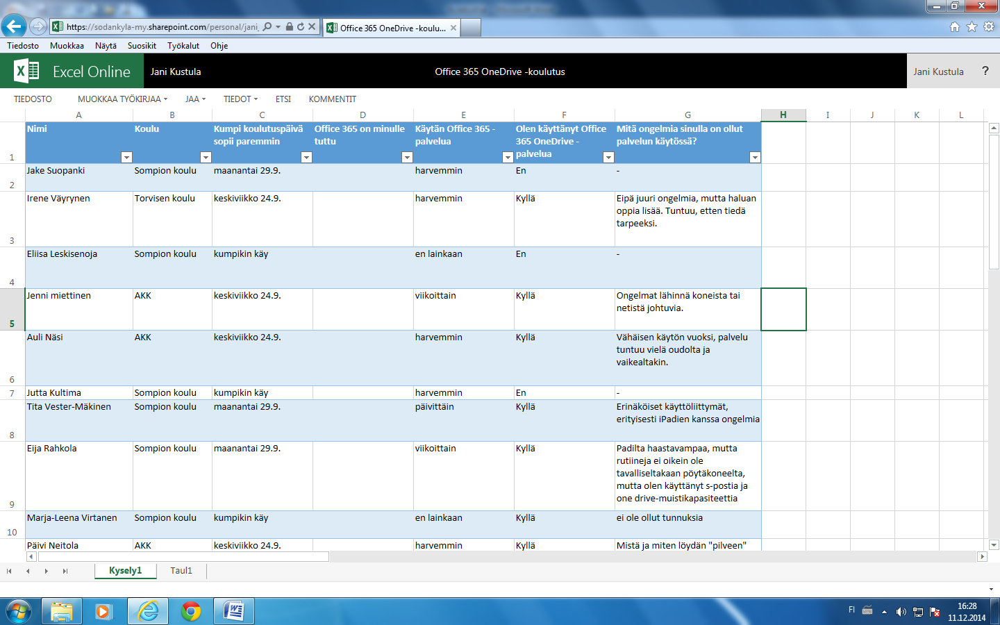 https://sodankyla-my.sharepoint.com/personal/jani_
Office 365 OneDrive -koulu...
Tiedosto Muokkaa Näytä Suosikit Työkalut Ohje
Excel Online Jani Kustula Office 365 OneDrive -koulutus Jani Kustula ?
TIEDOSTO MUOKKAA TYÖKIRJAA JAA TIEDOT ETSI KOMMENTIT
A B C D E F G H I J K L
Nimi Koulu Kumpi koulutuspäivä Office 365 on minulle Käytän Office 365 - Olen käyttänyt Office Mitä ongelmia sinulla on ollut
sopii paremmin tuttu palvelua 365 OneDrive - palvelun käytössä?
1 palvelua
Jake Suopanki Sompion koulu maanantai 29.9. harvemmin En -
2
Irene Väyrynen Torvisen koulu keskiviikko 24.9. harvemmin Kyllä Eipä juuri ongelmia, mutta haluan
oppia lisää. Tuntuu, etten tiedä
tarpeeksi.
3
Eliisa Leskisenoja Sompion koulu kumpikin käy en lainkaan En -
4
Jenni miettinen AKK keskiviikko 24.9. viikoittain Kyllä Ongelmat lähinnä koneista tai
netistä johtuvia.
5
Auli Näsi AKK keskiviikko 24.9. harvemmin Kyllä Vähäisen käytön vuoksi, palvelu
tuntuu vielä oudolta ja
vaikealtakin.
6
7 Jutta Kultima Sompion koulu kumpikin käy harvemmin En -
Tita Vester-Mäkinen Sompion koulu maanantai 29.9. päivittäin Kyllä Erinäköiset käyttöliittymät,
erityisesti iPadien kanssa ongelmia
8
Eija Rahkola Sompion koulu maanantai 29.9. viikoittain Kyllä Padilta haastavampaa, mutta
rutiineja ei oikein ole
tavalliseltakaan pöytäkoneelta,
mutta olen käyttänyt s-postia ja
9 one drive-muistikapasiteettia
Marja-Leena Virtanen Sompion koulu kumpikin käy en lainkaan Kyllä ei ole ollut tunnuksia
10
Päivi Neitola AKK keskiviikko 24.9. harvemmin Kyllä Mistä ja miten löydän "pilveen"
Kysely1 Taul1
FI 16:28
11.12.2014